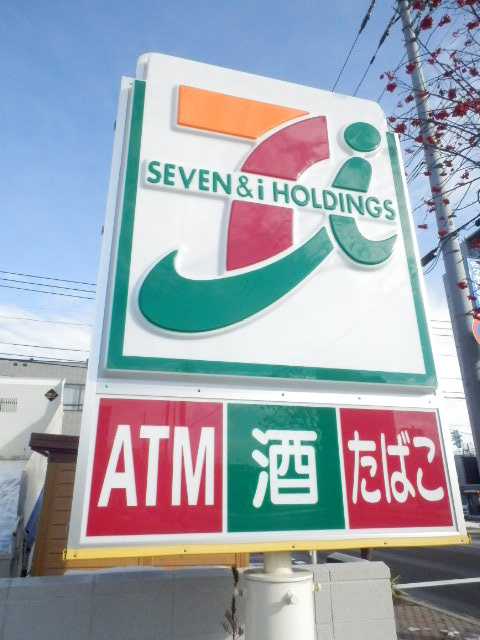 SEVEN & i HOLDINGS
ATM 酒 たばこ